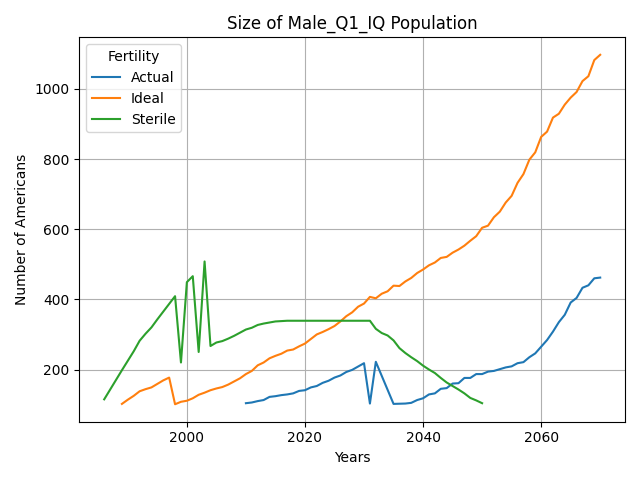 Size of Male_Q1_IQ Population
Fertility
Actual
Ideal
Sterile
Number of Americans
1000
800
600
400
200
2000
2020
2040
2060
Years